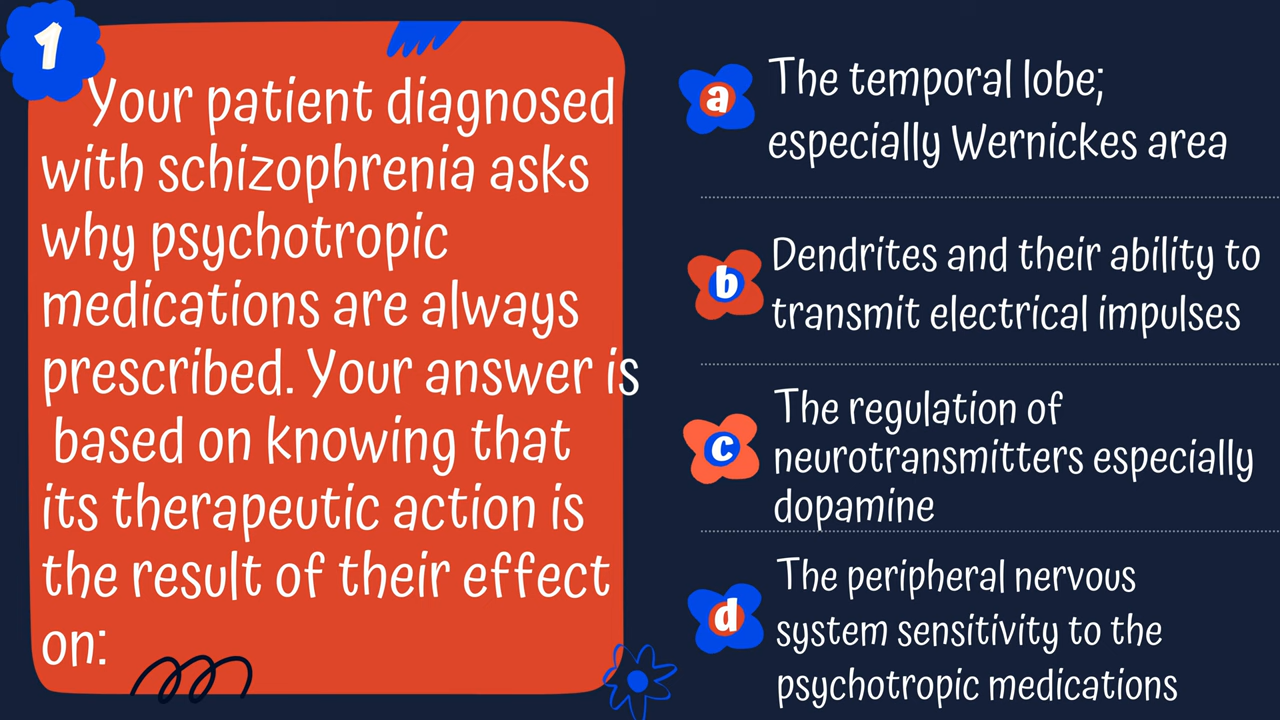 1
Your patient diagnosed
with schizophrenia asks
why psychotropic
medications are always
prescribed. Your answer is
based on knowing that
its therapeutic action is
the result of their effect
on:
a
The temporal lobe;
especially Wernickes area
b
Dendrites and their ability to
transmit electrical impulses
c
The regulation of
neurotransmitters especially
dopamine
d
The peripheral nervous
system sensitivity to the
psychotropic medications